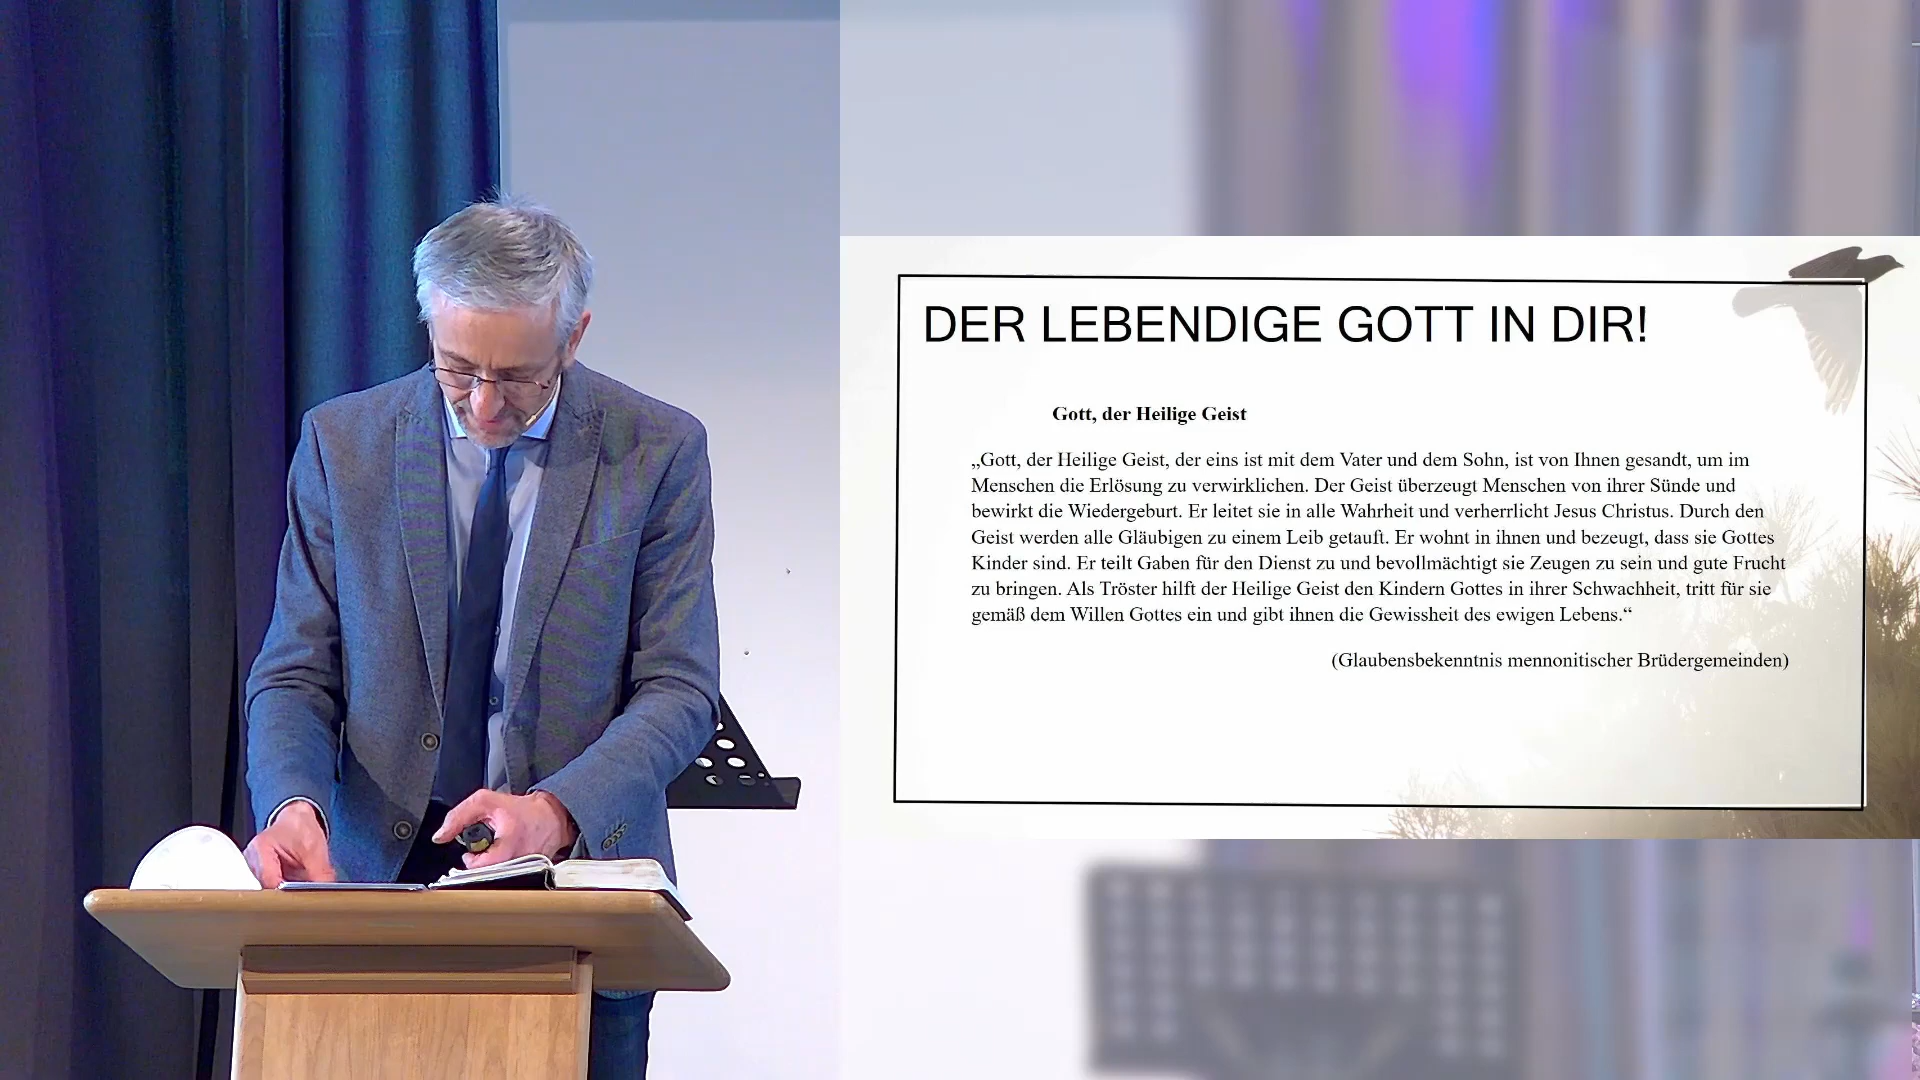 DER LEBENDIGE GOTT IN DIR!
Gott, der Heilige Geist
„Gott, der Heilige Geist, der eins ist mit dem Vater und dem Sohn, ist von Ihnen gesandt, um im
Menschen die Erlösung zu verwirklichen. Der Geist überzeugt Menschen von ihrer Sünde und
bewirkt die Wiedergeburt. Er leitet sie in alle Wahrheit und verherrlicht Jesus Christus. Durch den
Geist werden alle Gläubigen zu einem Leib getauft. Er wohnt in ihnen und bezeugt, dass sie Gottes
Kinder sind. Er teilt Gaben für den Dienst zu und bevollmächtigt sie Zeugen zu sein und gute Frucht
zu bringen. Als Tröster hilft der Heilige Geist den Kindern Gottes in ihrer Schwachheit, tritt für sie
gemäß dem Willen Gottes ein und gibt ihnen die Gewissheit des ewigen Lebens.“
(Glaubensbekenntnis mennonitischer Brüdergemeinden)